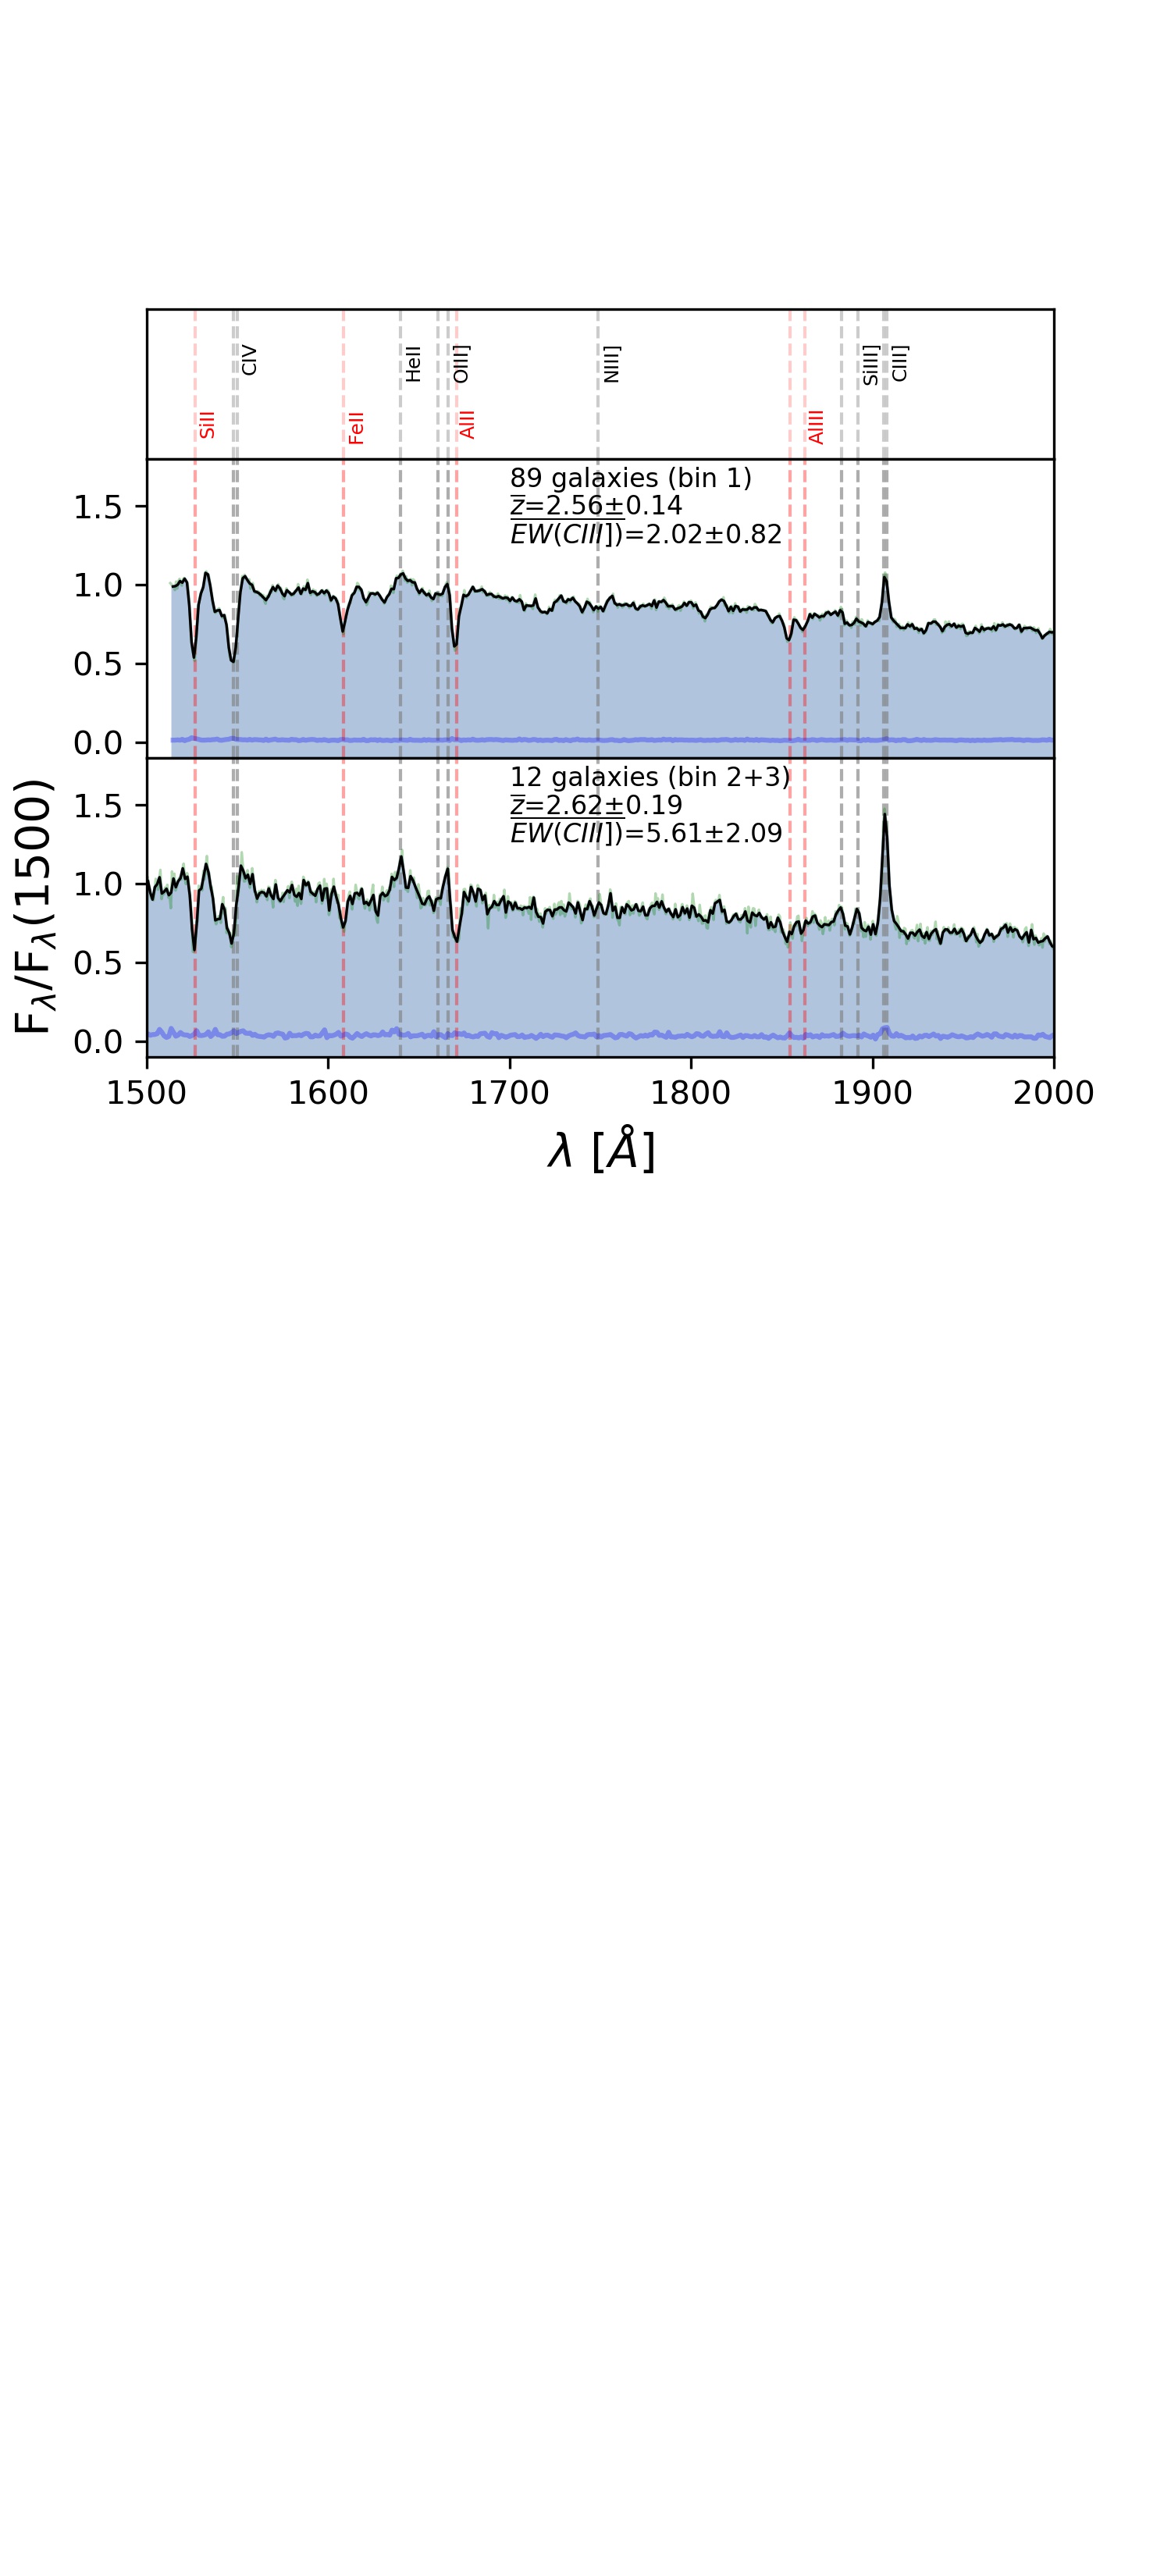 CIV
HeII
OIII]
NIII]
SiIII]
CIII]
SiII
FeII
AlII
AlIII
89 galaxies (bin 1)
z̅=2.56±0.14
EW(CIII])=2.02±0.82
1.5
1.0
0.5
0.0
12 galaxies (bin 2+3)
z̅=2.62±0.19
EW(CIII])=5.61±2.09
1.5
1.0
0.5
0.0
Fλ/Fλ(1500)
1500 1600 1700 1800 1900 2000
λ [Å]